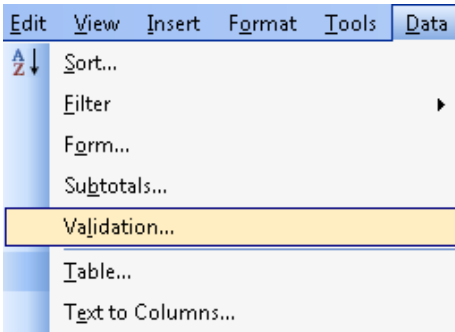 Edit View Insert Format Tools Data
A Z Sort...
Filter
Form...
Subtotals...
Validation...
Table...
Text to Columns...